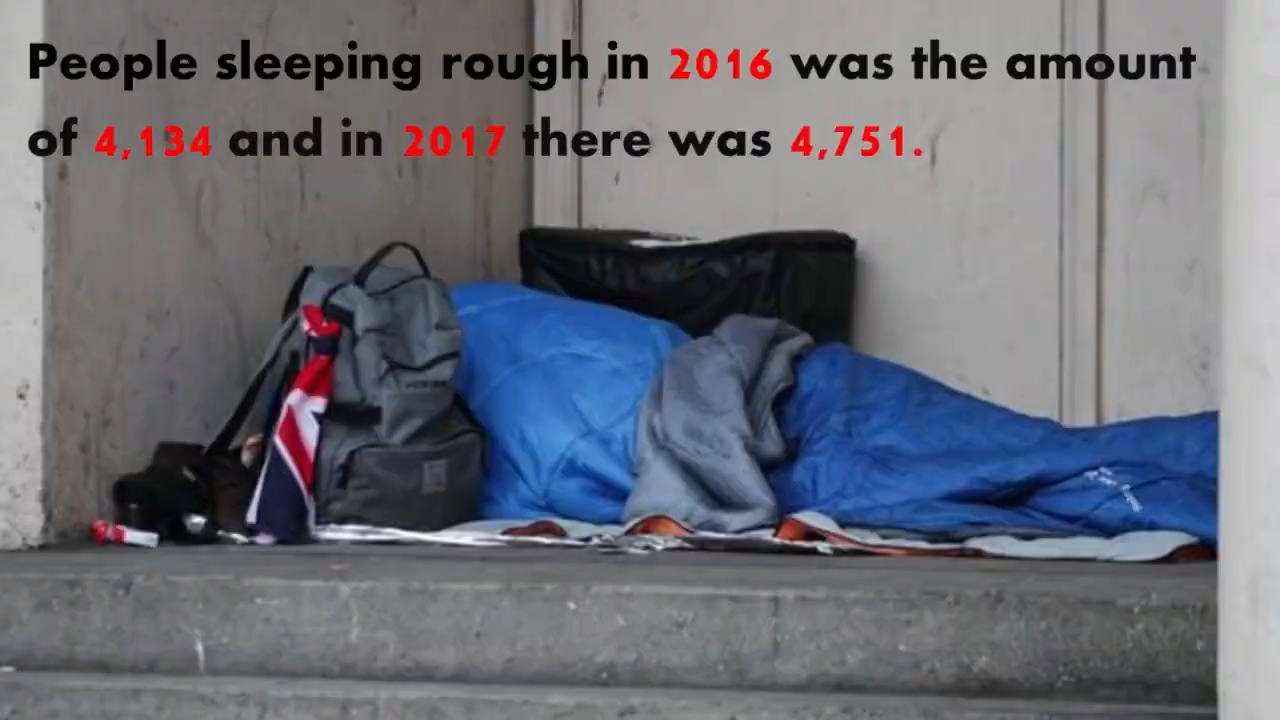 People sleeping rough in 2016 was the amount
of 4,134 and in 2017 there was 4,751.